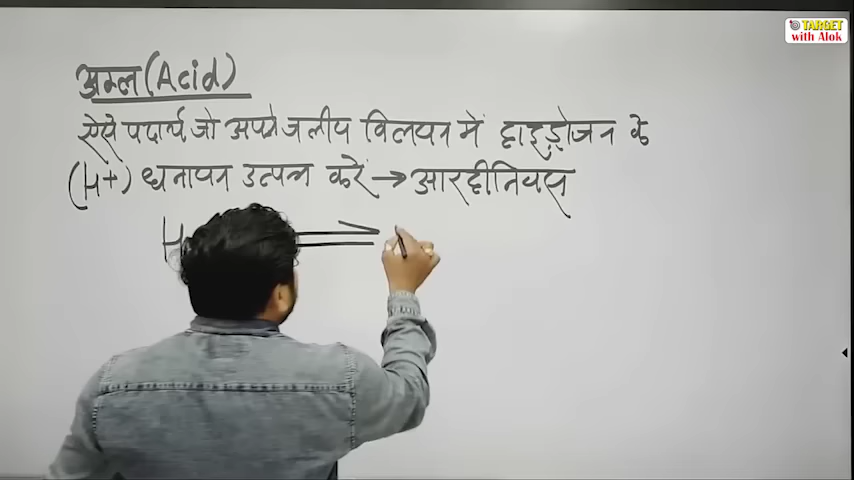 TARGET
with Alok
अम्ल (Acid)
ऐसे पदार्थ जो अपने जलीय विलयन में हाइड्रोजन के
(H+) धनायन उत्पन्न करें → आरहीनियस
H